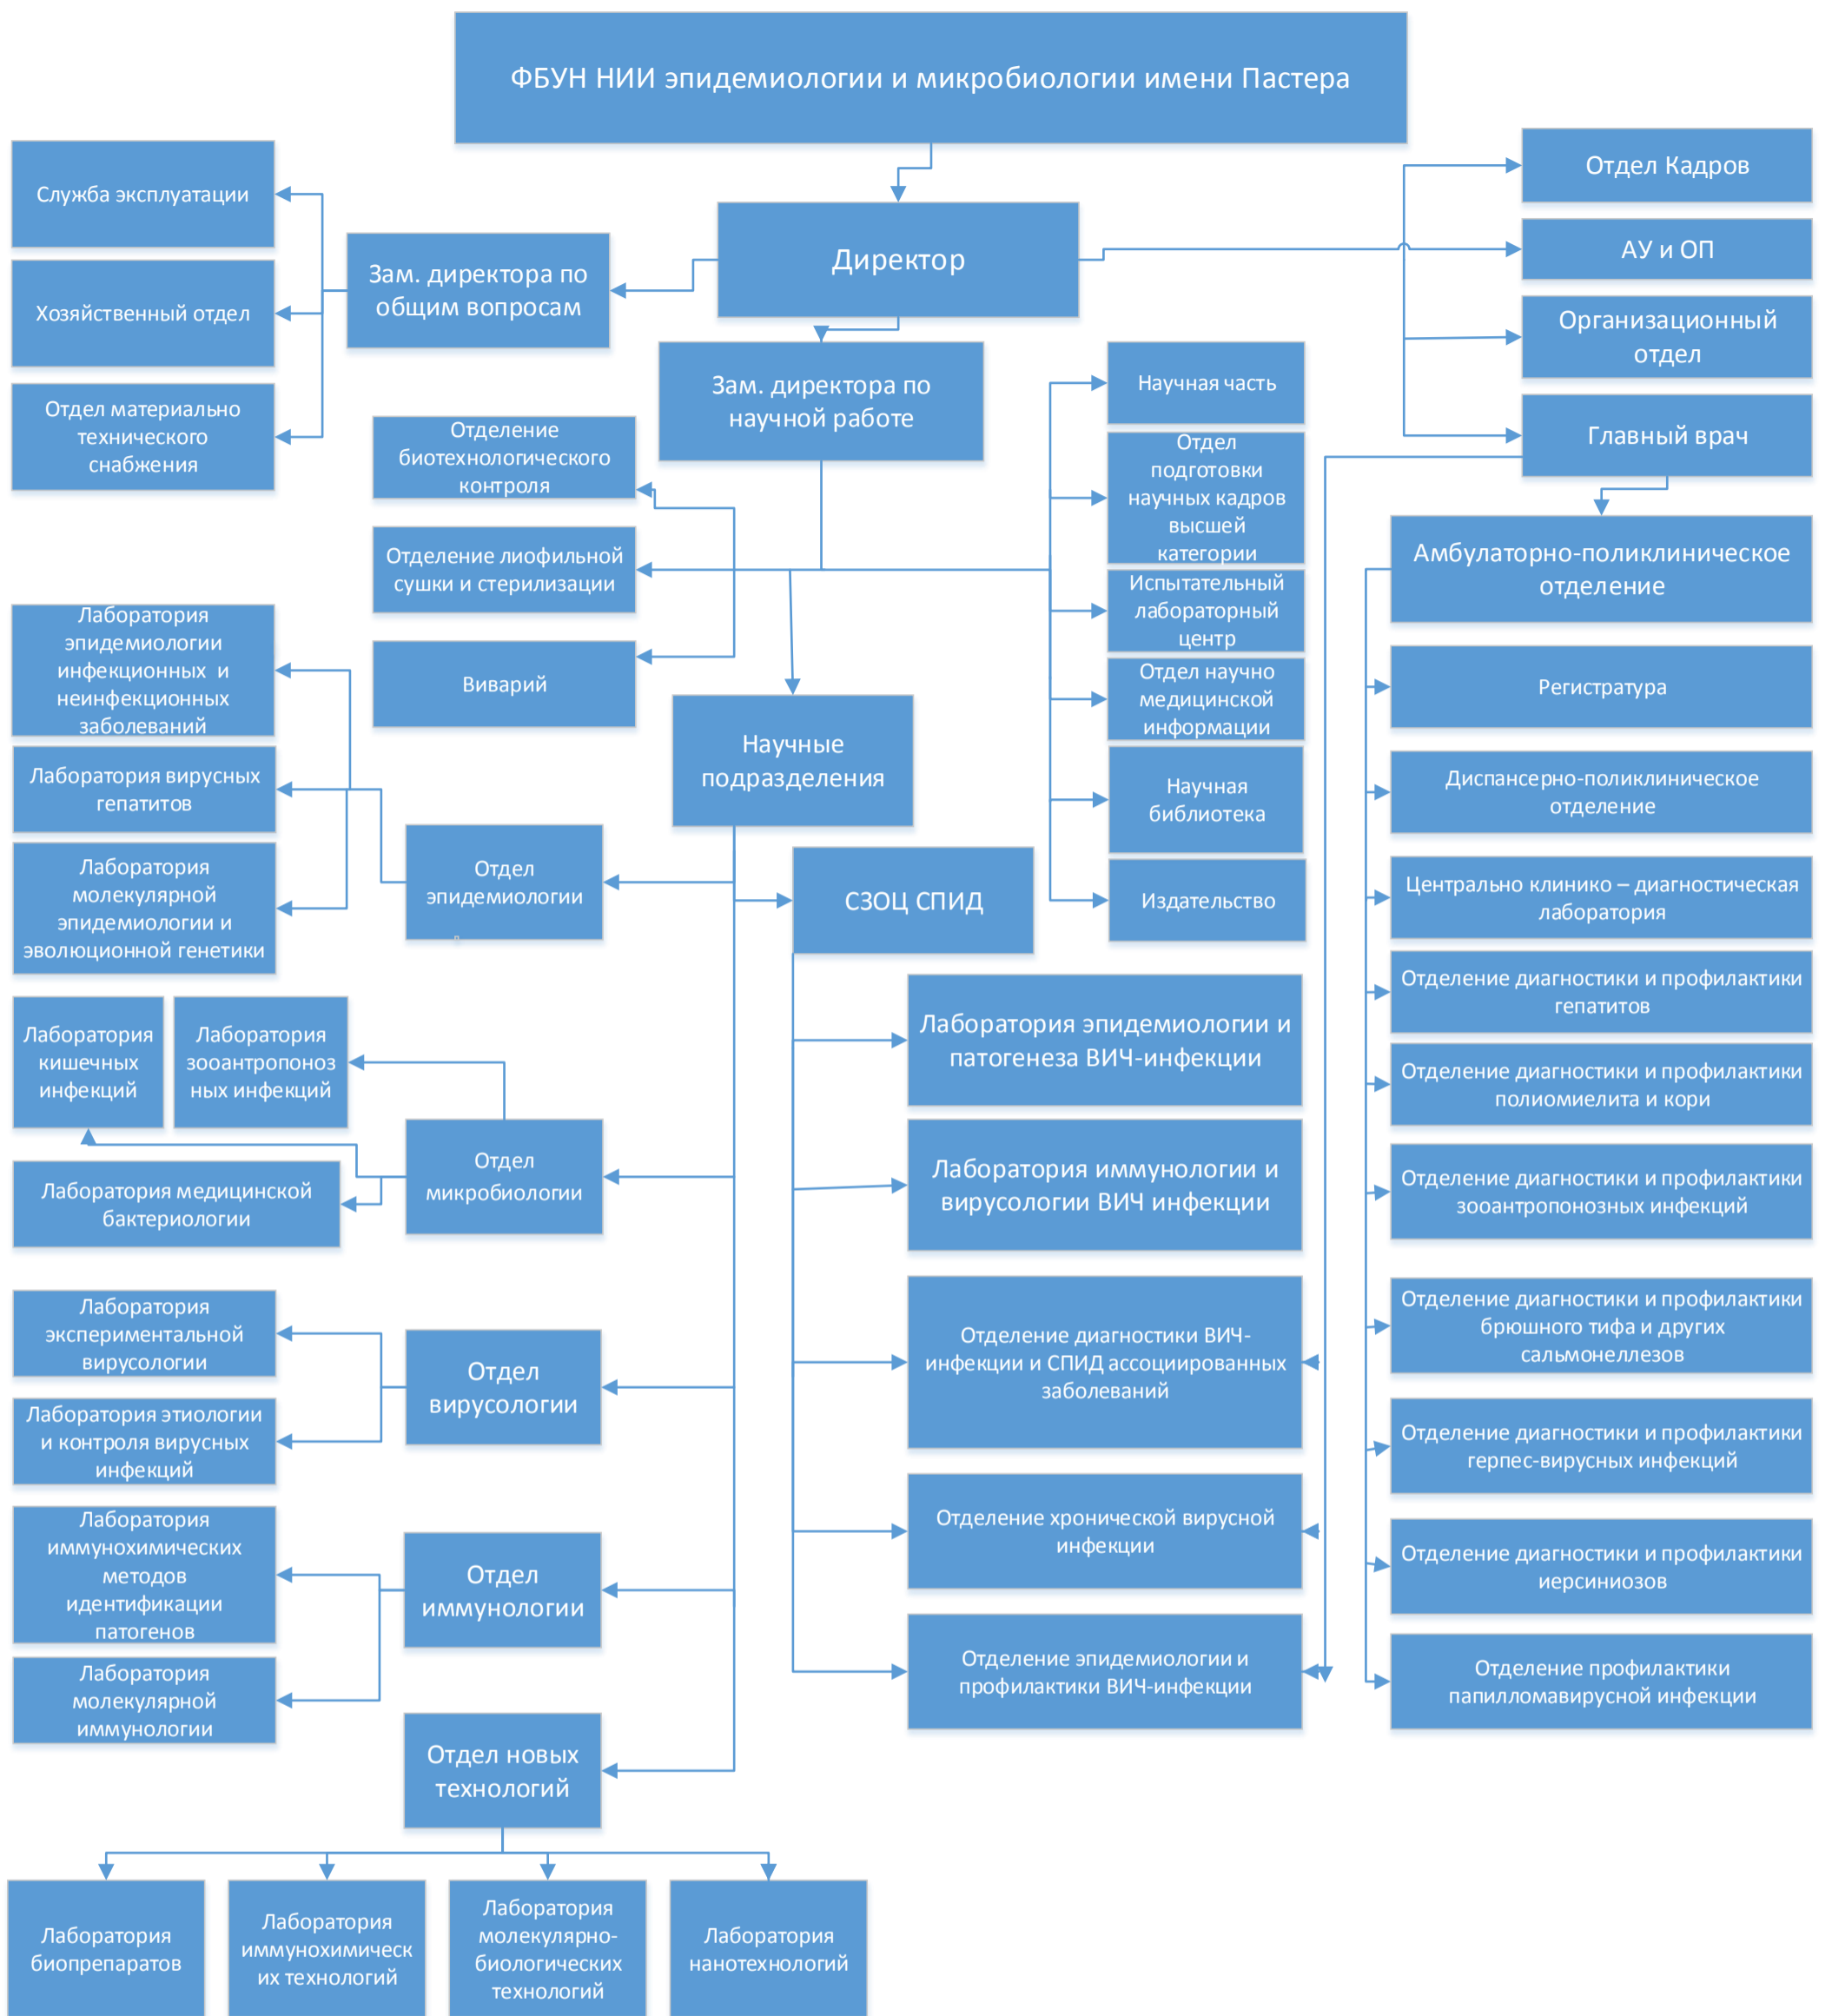 ФБУН НИИ эпидемиологии и микробиологии имени Пастера
Служба эксплуатации
Хозяйственный отдел
Отдел материально
технического
снабжения
Зам. директора по
общим вопросам
Директор
Отдел Кадров
АУ и ОП
Организационный
отдел
Главный врач
Зам. директора по
научной работе
Отделение
биотехнологического
контроля
Отделение лиофильной
сушки и стерилизации
Виварий
Научная часть
Отдел
подготовки
научных кадров
высшей
категории
Испытательный
лабораторный
центр
Отдел научно
медицинской
информации
Научная
библиотека
Издательство
Амбулаторно-поликлиническое
отделение
Регистратура
Диспансерно-поликлиническое
отделение
Центрально клинико – диагностическая
лаборатория
Отделение диагностики и профилактики
гепатитов
Отделение диагностики и профилактики
полиомиелита и кори
Отделение диагностики и профилактики
зооантропонозных инфекций
Отделение диагностики и профилактики
брюшного тифа и других
сальмонеллезов
Отделение диагностики и профилактики
герпес-вирусных инфекций
Отделение диагностики и профилактики
иерсиниозов
Отделение профилактики
папилломавирусной инфекции
Научные
подразделения
Лаборатория
эпидемиологии
инфекционных и
неинфекционных
заболеваний
Лаборатория вирусных
гепатитов
Лаборатория
молекулярной
эпидемиологии и
эволюционной генетики
Отдел
эпидемиологии
СЗОЦ СПИД
Лаборатория эпидемиологии и
патогенеза ВИЧ-инфекции
Лаборатория иммунологии и
вирусологии ВИЧ инфекции
Отделение диагностики ВИЧ-
инфекции и СПИД ассоциированных
заболеваний
Отделение хронической вирусной
инфекции
Отделение эпидемиологии и
профилактики ВИЧ-инфекции
Лаборатория
кишечных
инфекций
Лаборатория
зооантропоноз
ных инфекций
Лаборатория медицинской
бактериологии
Отдел
микробиологии
Лаборатория
экспериментальной
вирусологии
Лаборатория этиологии
и контроля вирусных
инфекций
Отдел
вирусологии
Лаборатория
иммунохимических
методов
идентификации
патогенов
Лаборатория
молекулярной
иммунологии
Отдел
иммунологии
Отдел новых
технологий
Лаборатория
биопрепаратов
Лаборатория
иммунохимическ
их технологий
Лаборатория
молекулярно-
биологических
технологий
Лаборатория
нанотехнологий